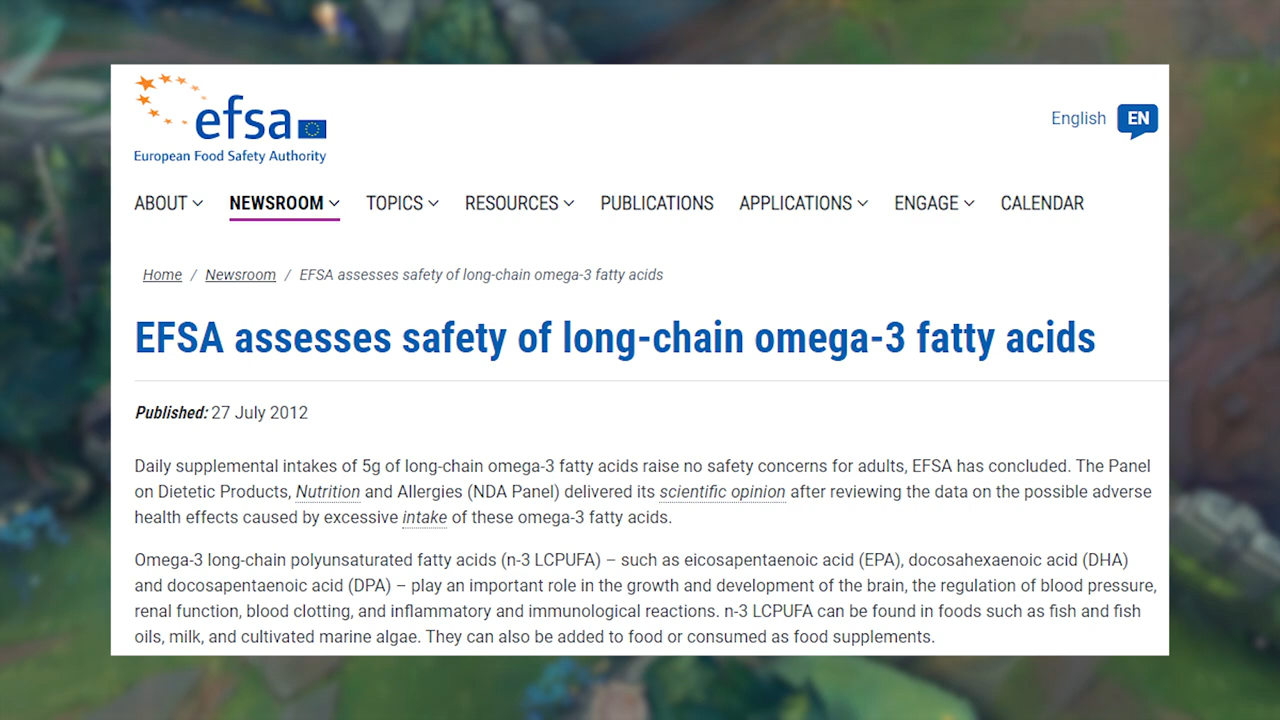 efsa
European Food Safety Authority
English EN
ABOUT NEWSROOM TOPICS RESOURCES PUBLICATIONS APPLICATIONS ENGAGE CALENDAR
Home / Newsroom / EFSA assesses safety of long-chain omega-3 fatty acids
EFSA assesses safety of long-chain omega-3 fatty acids
Published: 27 July 2012
Daily supplemental intakes of 5g of long-chain omega-3 fatty acids raise no safety concerns for adults, EFSA has concluded. The Panel
on Dietetic Products, Nutrition and Allergies (NDA Panel) delivered its scientific opinion after reviewing the data on the possible adverse
health effects caused by excessive intake of these omega-3 fatty acids.
Omega-3 long-chain polyunsaturated fatty acids (n-3 LCPUFA) – such as eicosapentaenoic acid (EPA), docosahexaenoic acid (DHA)
and docosapentaenoic acid (DPA) – play an important role in the growth and development of the brain, the regulation of blood pressure,
renal function, blood clotting, and inflammatory and immunological reactions. n-3 LCPUFA can be found in foods such as fish and fish
oils, milk, and cultivated marine algae. They can also be added to food or consumed as food supplements.